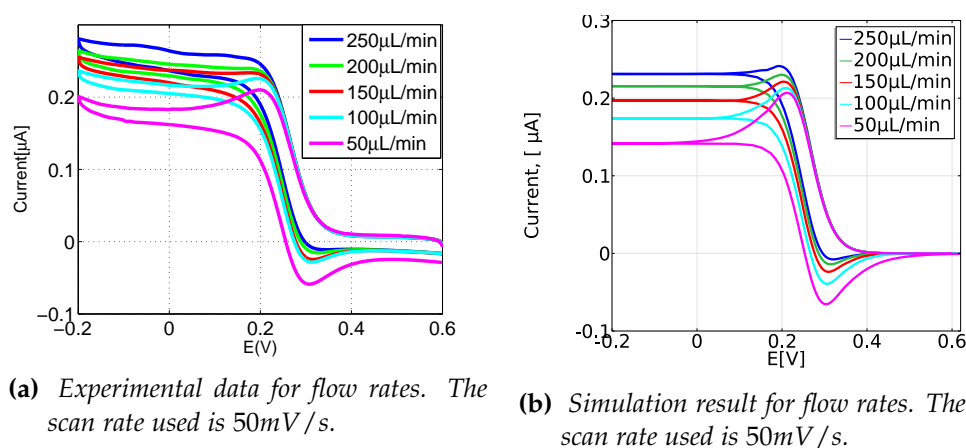 250µL/min
200µL/min
150µL/min
100µL/min
50µL/min
Current[µA]
0.2
0.1
0
−0.1
−0.2
0
0.2
0.4
0.6
E(V)
(a) Experimental data for flow rates. The
scan rate used is 50mV/s.
250µL/min
200µL/min
150µL/min
100µL/min
50µL/min
Current, [ µA]
0.3
0.2
0.1
0
-0.1
-0.2
0
0.2
0.4
0.6
E[V]
(b) Simulation result for flow rates. The
scan rate used is 50mV/s.